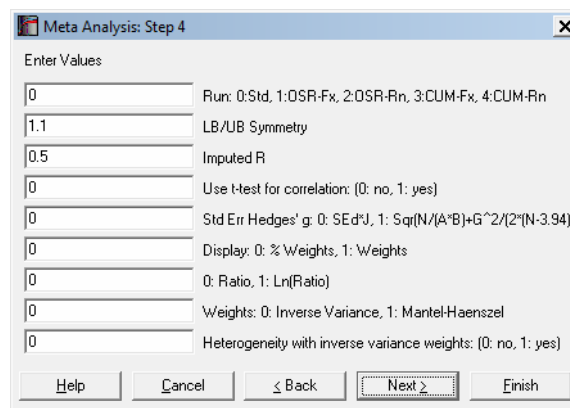 Meta Analysis: Step 4
Enter Values
0 Run: 0:Std, 1:OSR-Fx, 2:OSR-Rn, 3:CUM-Fx, 4:CUM-Rn
1.1 LB/UB Symmetry
0.5 Imputed R
0 Use t-test for correlation: (0: no, 1: yes)
0 Std Err Hedges' g: 0: SEd*J, 1: Sqr(N/(A*B)+G^2/(2*(N-3.94)
0 Display: 0: % Weights, 1: Weights
0 0: Ratio, 1: Ln(Ratio)
0 Weights: 0: Inverse Variance, 1: Mantel-Haenszel
0 Heterogeneity with inverse variance weights: (0: no, 1: yes)
Help Cancel < Back Next > Finish